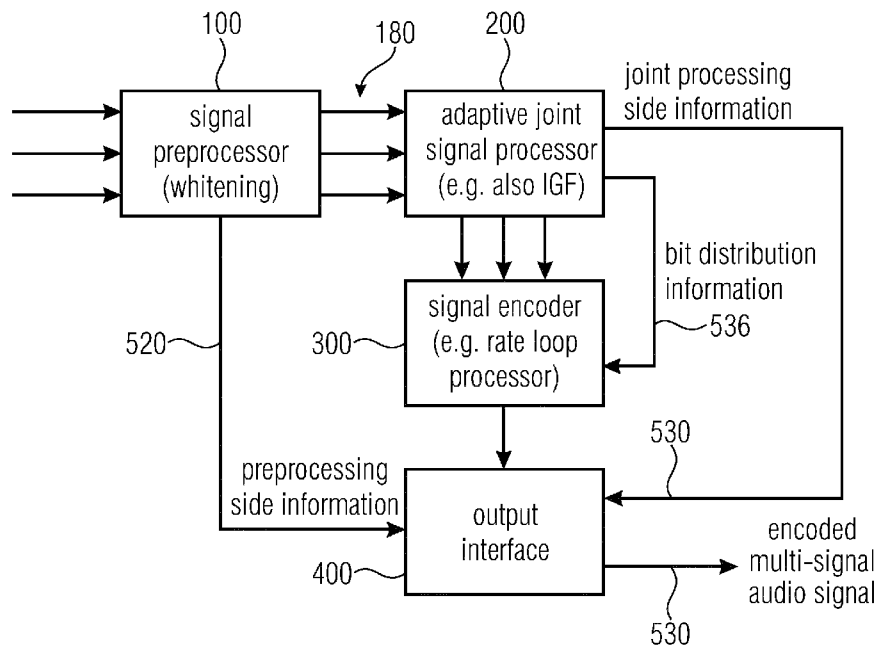 100
180
200
signal
preprocessor
(whitening)
adaptive joint
signal processor
(e.g. also IGF)
joint processing
side information
bit distribution
information
536
520
300
signal encoder
(e.g. rate loop
processor)
530
preprocessing
side information
output
interface
400
encoded
multi-signal
audio signal
530